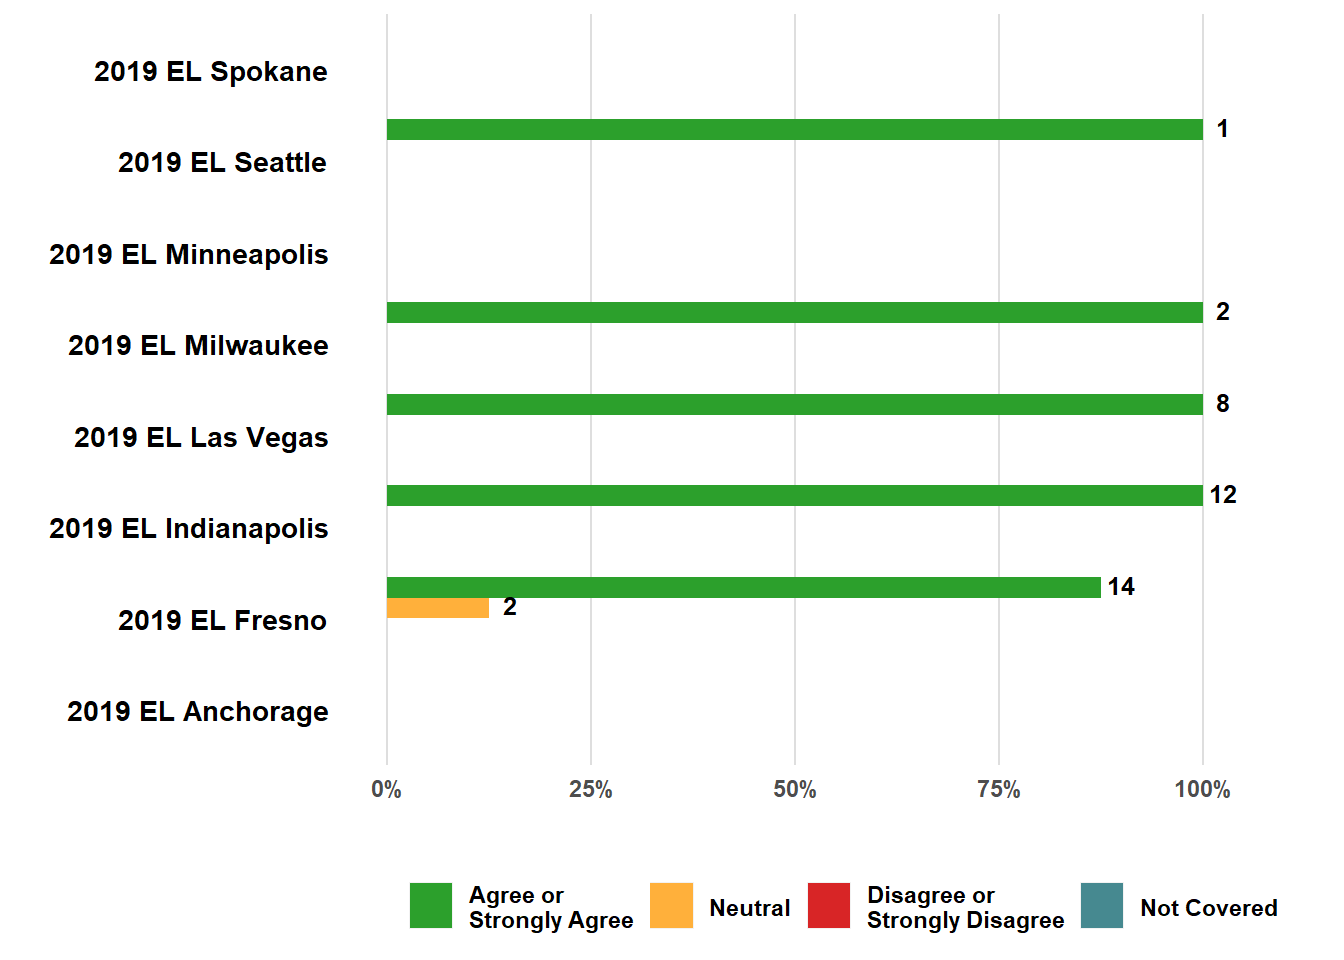 2019 EL Spokane
1
2019 EL Seattle
2019 EL Minneapolis
2
2019 EL Milwaukee
8
2019 EL Las Vegas
12
2019 EL Indianapolis
14
2
2019 EL Fresno
2019 EL Anchorage
0% 25% 50% 75% 100%
Agree or
Strongly Agree
Neutral
Disagree or
Strongly Disagree
Not Covered